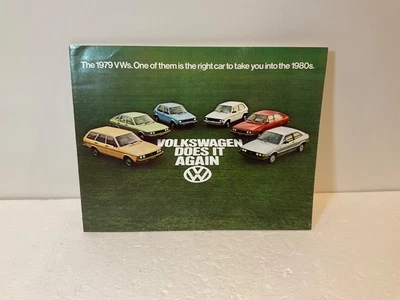 The 1979 VWs. One of them is the right car to take you into the 1980s.
VOLKSWAGEN
DOES IT
AGAIN